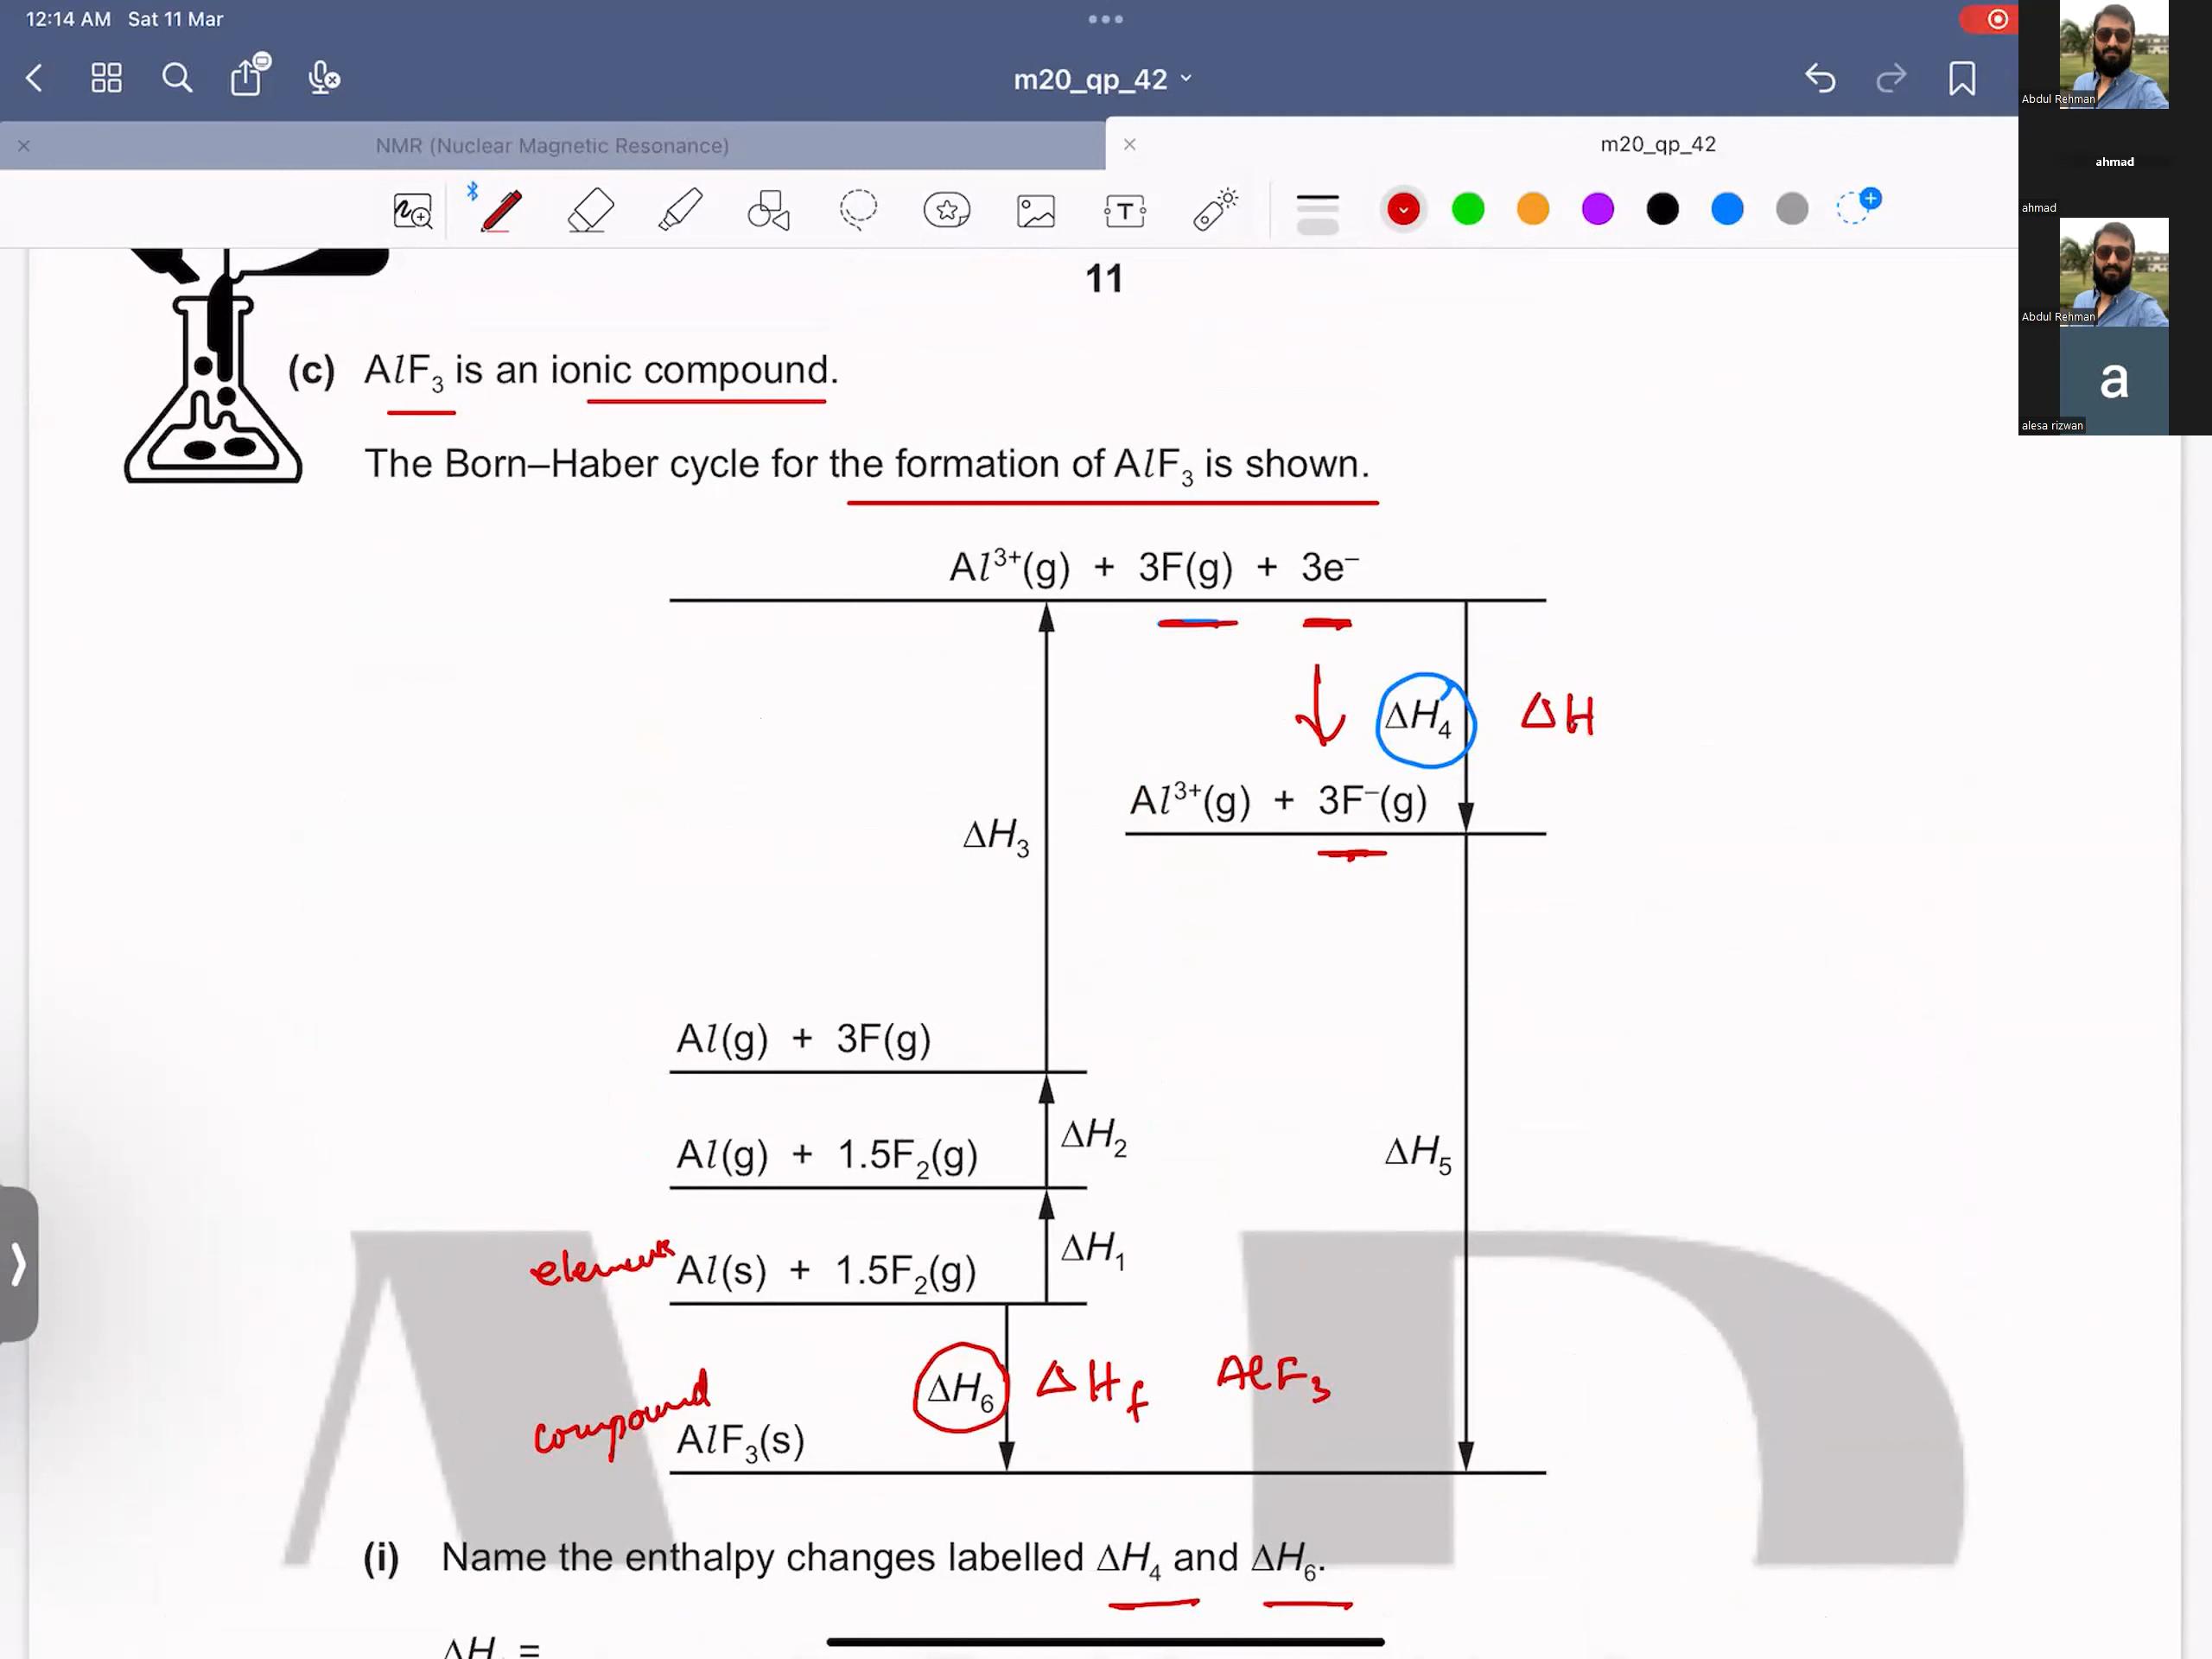 12:14 AM Sat 11 Mar
m20_qp_42
NMR (Nuclear Magnetic Resonance)
m20_qp_42
Abdul Rehman
ahmad
ahmad
Abdul Rehman
a
alesa rizwan
T
11
(c) AlF₃ is an ionic compound.
The Born–Haber cycle for the formation of AlF₃ is shown.
Al³⁺(g) + 3F(g) + 3e⁻
ΔH₄ ΔH
Al³⁺(g) + 3F⁻(g)
ΔH₃
Al(g) + 3F(g)
ΔH₂
Al(g) + 1.5F₂(g)
ΔH₅
ΔH₁
Al(s) + 1.5F₂(g)
ΔH₆ ΔHf AlF₃
compound AlF₃(s)
(i) Name the enthalpy changes labelled ΔH₄ and ΔH₆.